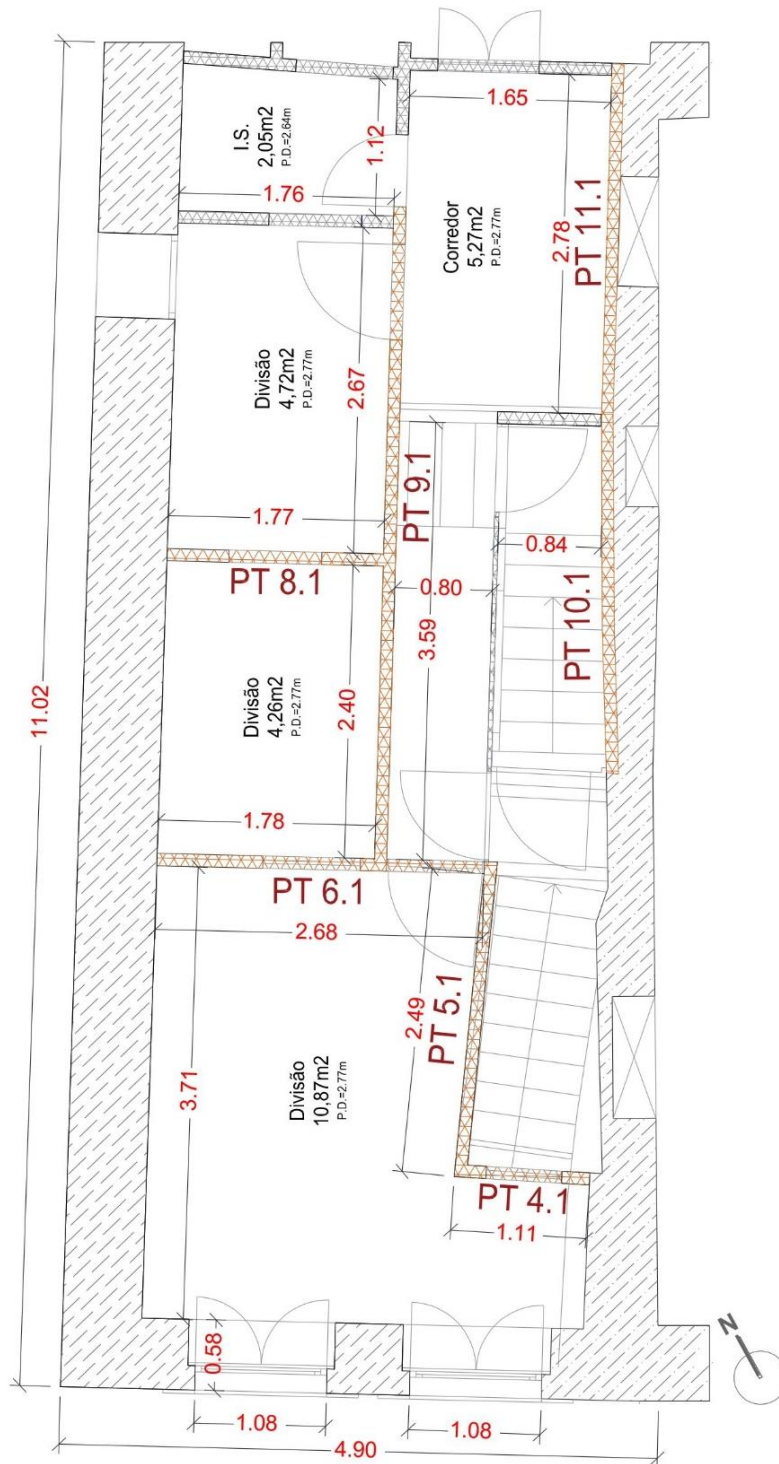 1.65
I.S.
2,05m2
P.D.=2.64m
1.12
1.76
Corredor
5,27m2
P.D.=2.77m
2.78
PT 11.1
Divisão
4,72m2
P.D.=2.77m
2.67
1.77
PT 9.1
0.84
PT 8.1
0.80
PT 10.1
3.59
Divisão
4,26m2
P.D.=2.77m
2.40
11.02
1.78
PT 6.1
2.68
2.49
PT 5.1
3.71
Divisão
10,87m2
P.D.=2.77m
PT 4.1
1.11
N
0.58
1.08
1.08
4.90